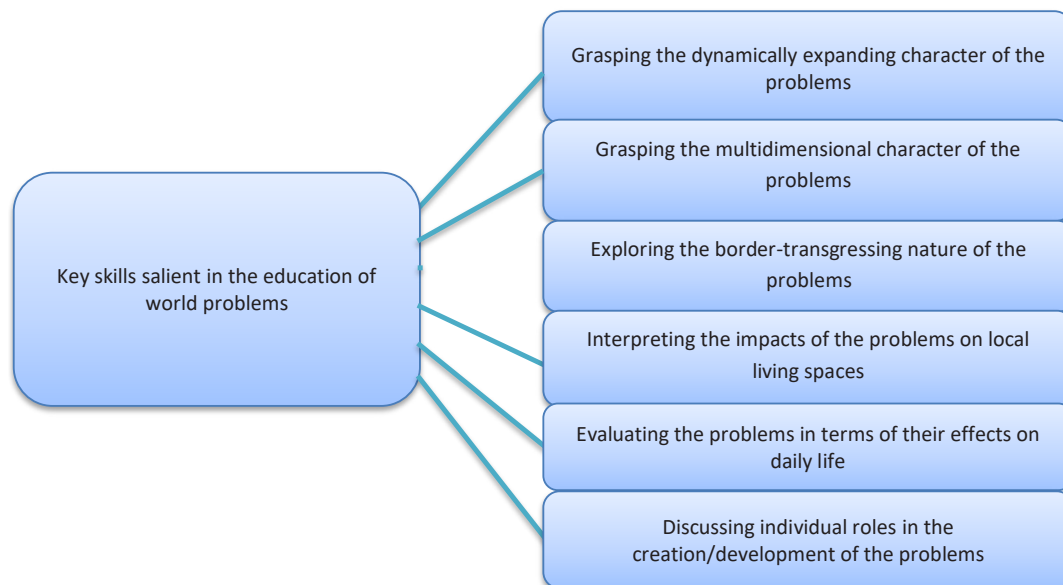 Key skills salient in the education of
world problems
Grasping the dynamically expanding character of the
problems
Grasping the multidimensional character of the
problems
Exploring the border-transgressing nature of the
problems
Interpreting the impacts of the problems on local
living spaces
Evaluating the problems in terms of their effects on
daily life
Discussing individual roles in the
creation/development of the problems